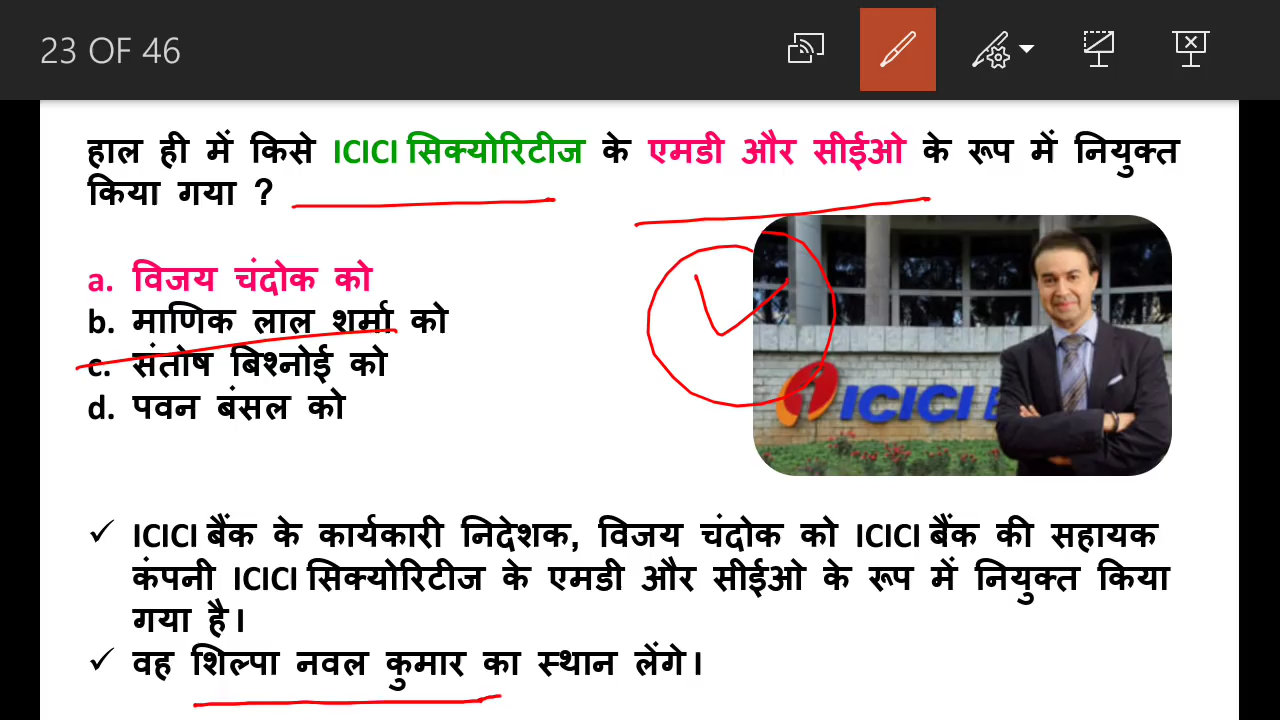 23 OF 46
हाल ही में किसे ICICI सिक्योरिटीज के एमडी और सीईओ के रूप में नियुक्त
किया गया ?
a. विजय चंदोक को
b. माणिक लाल शर्मा को
c. संतोष बिश्नोई को
d. पवन बंसल को
ICICI
✓ ICICI बैंक के कार्यकारी निदेशक, विजय चंदोक को ICICI बैंक की सहायक
कंपनी ICICI सिक्योरिटीज के एमडी और सीईओ के रूप में नियुक्त किया
गया है।
✓ वह शिल्पा नवल कुमार का स्थान लेंगे।